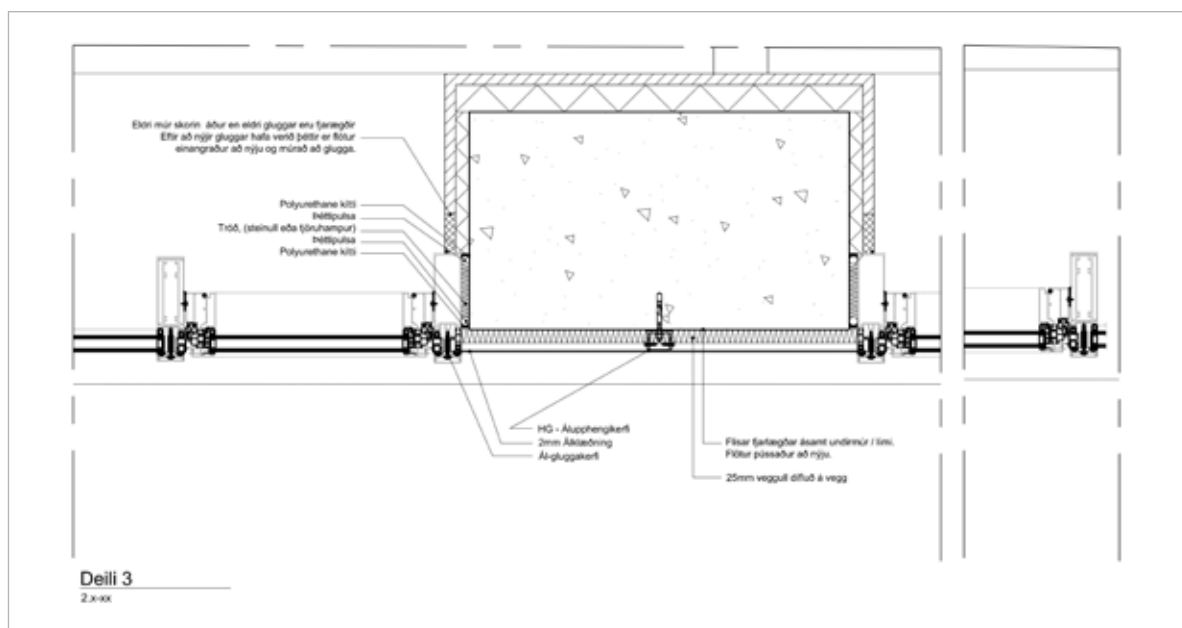 Eldri múr skorin áður en eldri gluggar eru fjarægðir
Eftir að nýjir gluggar hafa verið þéttir er flötur
einangraður að nýju og múrað að glugga.
Polyurethane kítti
Þéttipulsa
Tróð, (steinull eða tjöruhampur)
Þéttipulsa
Polyurethane kítti
HG - Álupphengikerfi
2mm Álklæðning
Ál-gluggakerfi
Flísar fjarlægðar ásamt undirmúr / lími.
Flötur pússaður að nýju.
25mm veggull dífluð á vegg
Deili 3
2.x-xx